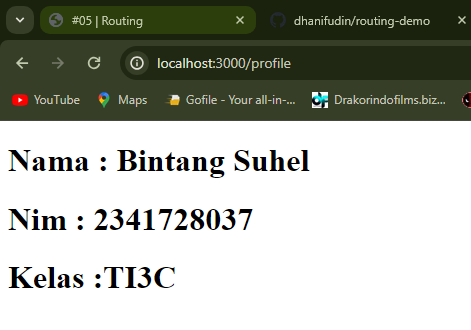 #05 | Routing
dhanifudin/routing-demo
localhost:3000/profile
YouTube
Maps
Gofile - Your all-in-...
Drakorindofilms.biz...
Nama : Bintang Suhel
Nim : 2341728037
Kelas :TI3C